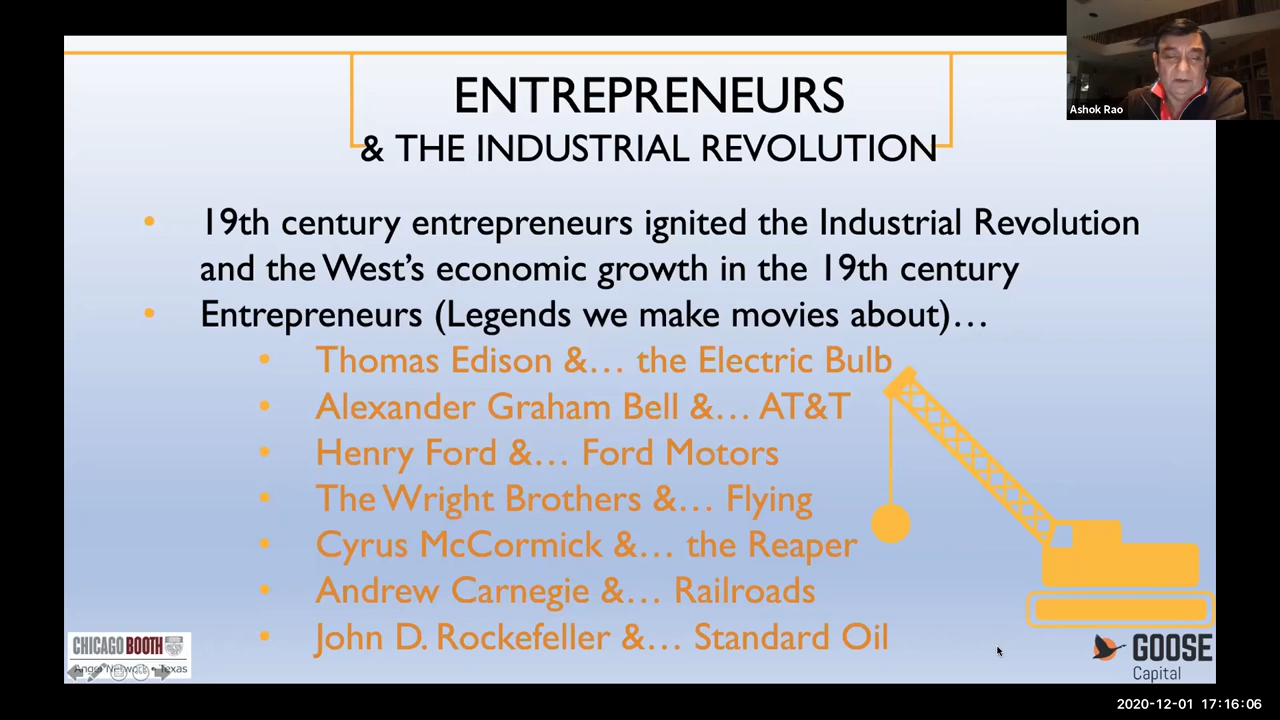 ENTREPRENEURS
& THE INDUSTRIAL REVOLUTION
Ashok Rao
• 19th century entrepreneurs ignited the Industrial Revolution
and the West's economic growth in the 19th century
• Entrepreneurs (Legends we make movies about)…
• Thomas Edison &… the Electric Bulb
• Alexander Graham Bell &… AT&T
• Henry Ford &… Ford Motors
• The Wright Brothers &… Flying
• Cyrus McCormick &… the Reaper
• Andrew Carnegie &… Railroads
• John D. Rockefeller &… Standard Oil
CHICAGO BOOTH
Angel Network • Texas
GOOSE
Capital
2020-12-01 17:16:06